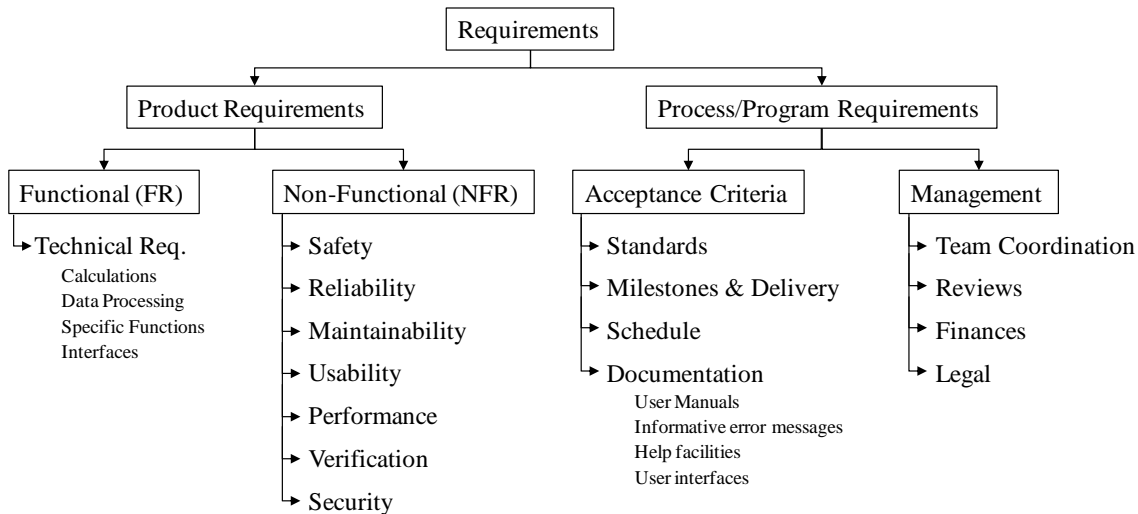 Requirements
Product Requirements
Process/Program Requirements
Functional (FR)
Non-Functional (NFR)
Acceptance Criteria
Management
Technical Req.
Calculations
Data Processing
Specific Functions
Interfaces
Safety
Reliability
Maintainability
Usability
Performance
Verification
Security
Standards
Milestones & Delivery
Schedule
Documentation
User Manuals
Informative error messages
Help facilities
User interfaces
Team Coordination
Reviews
Finances
Legal